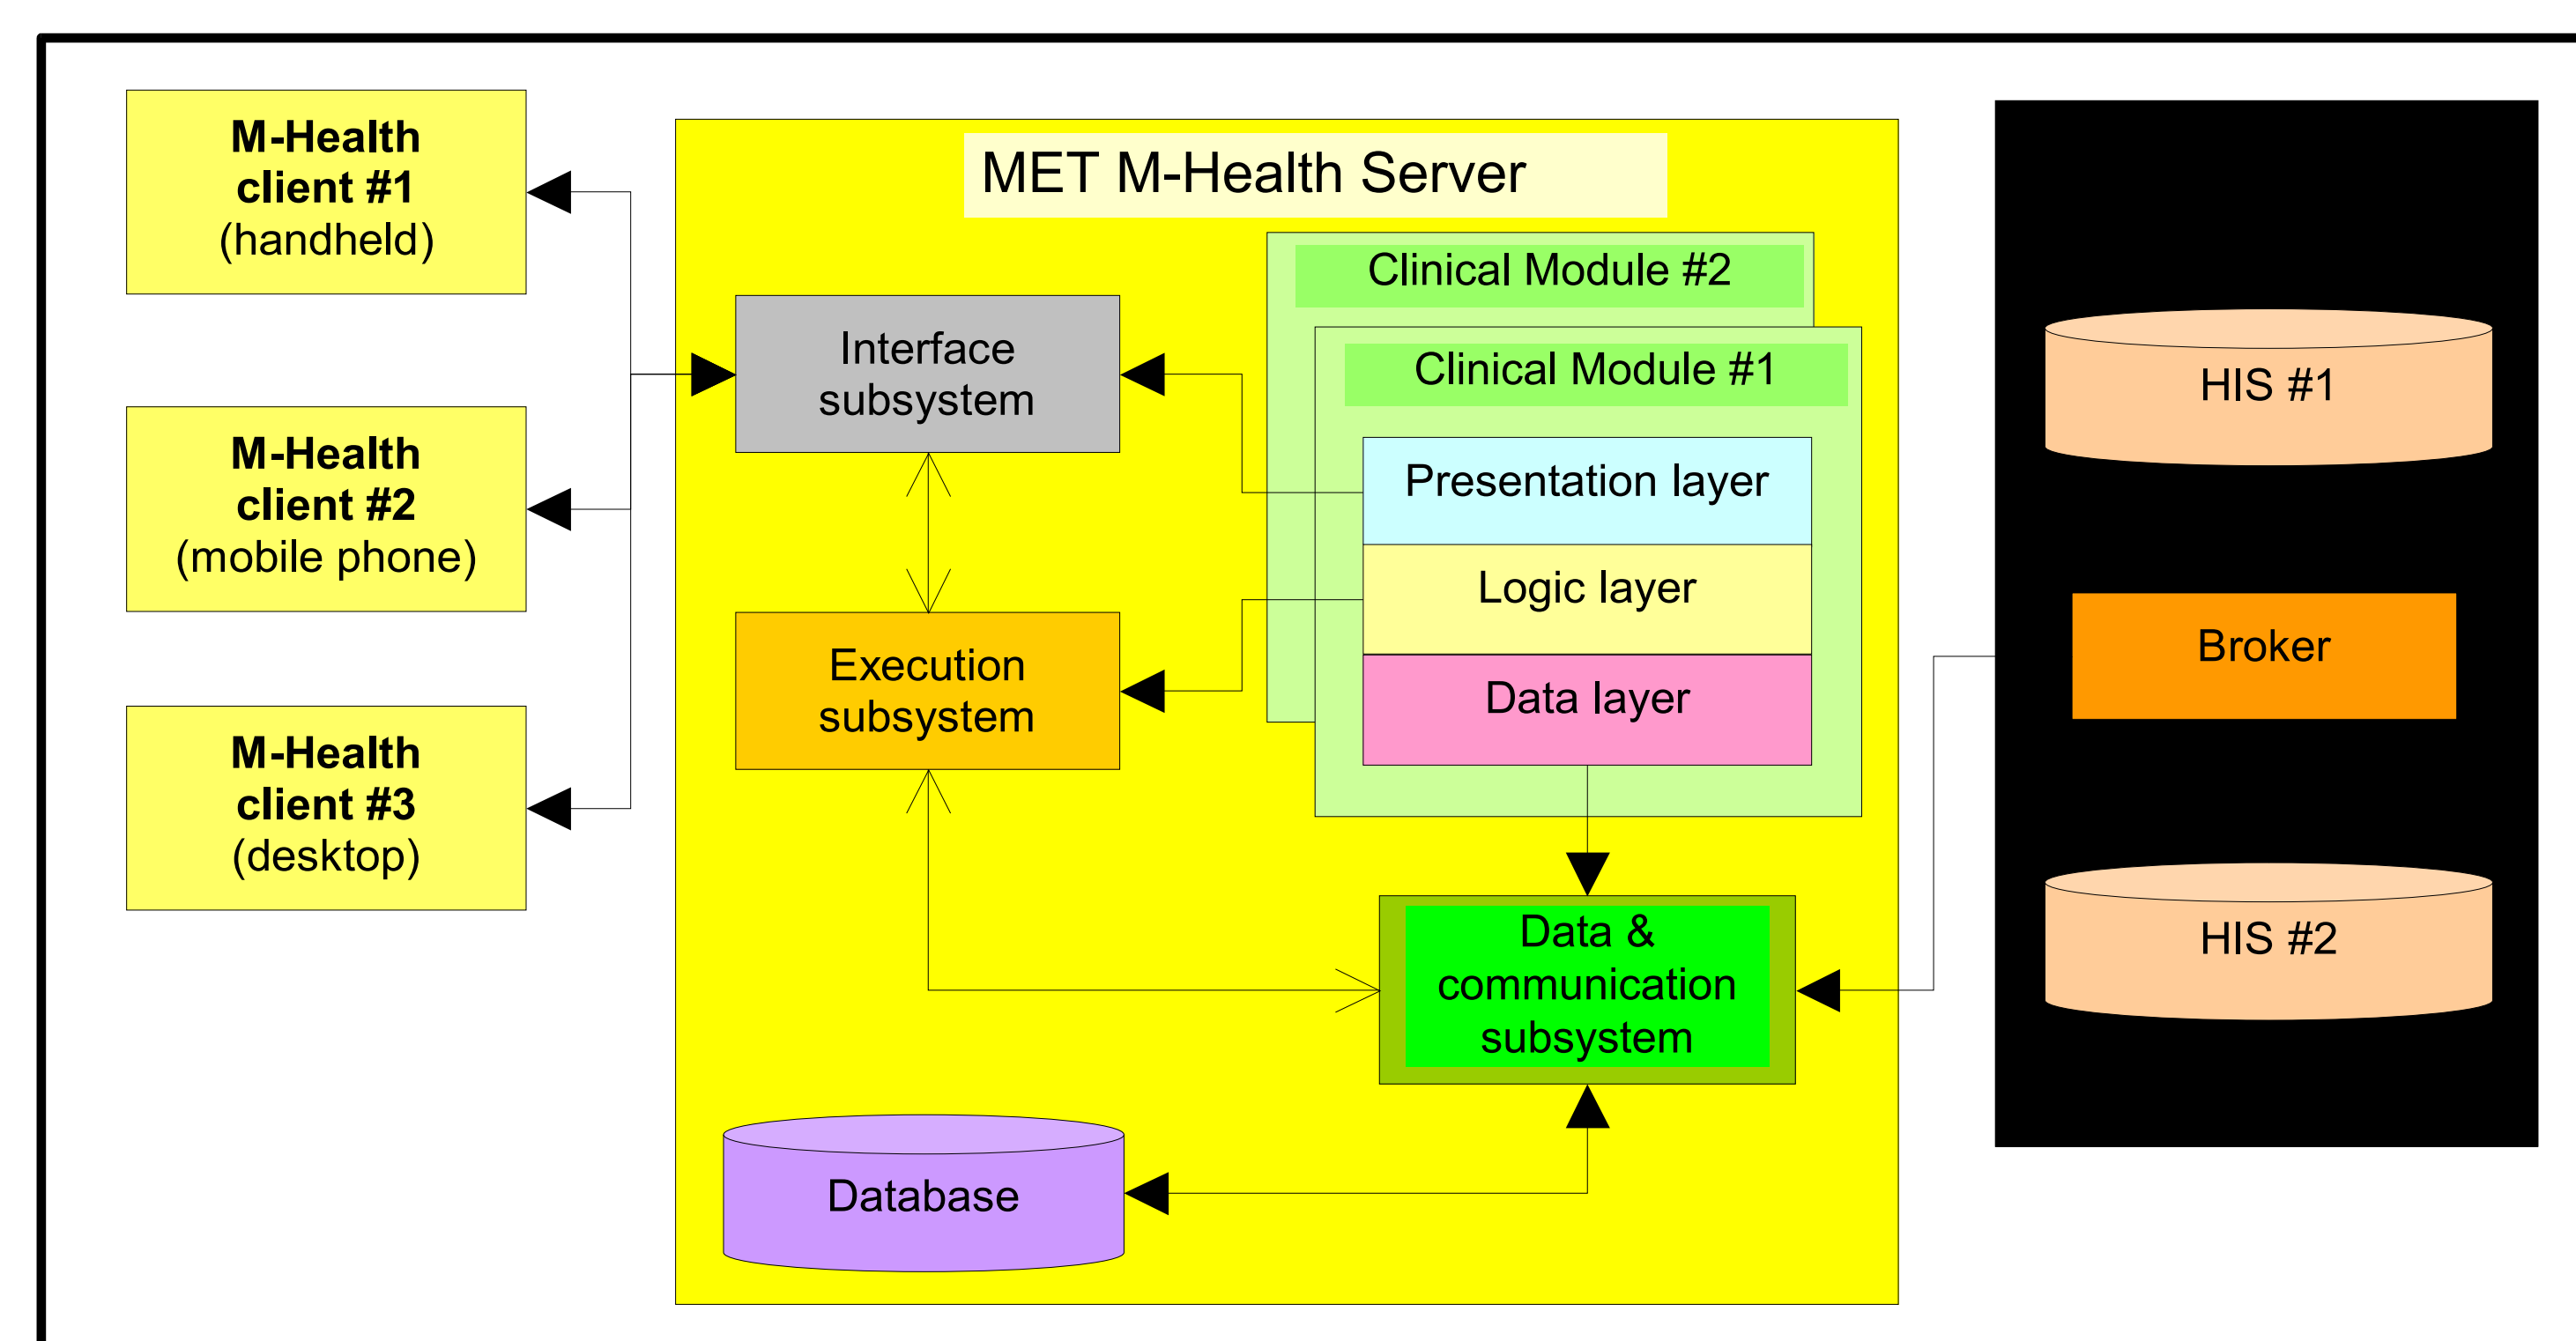 M-Health
client #1
(handheld)
M-Health
client #2
(mobile phone)
M-Health
client #3
(desktop)
MET M-Health Server
Interface
subsystem
Execution
subsystem
Database
Clinical Module #2
Clinical Module #1
Presentation layer
Logic layer
Data layer
Data &
communication
subsystem
HIS #1
Broker
HIS #2